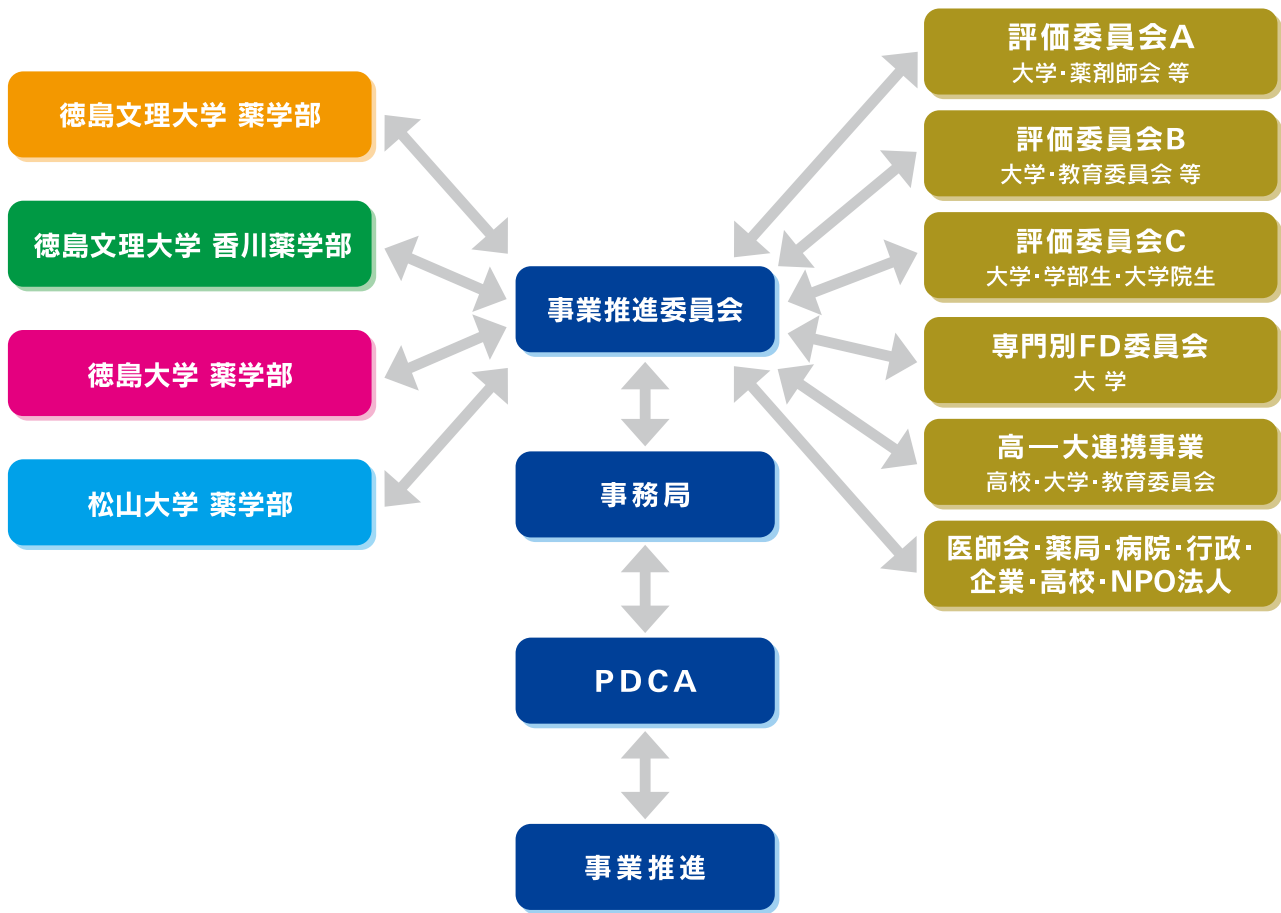 徳島文理大学 薬学部
徳島文理大学 香川薬学部
徳島大学 薬学部
松山大学 薬学部
事業推進委員会
事務局
PDCA
事業推進
評価委員会A
大学・薬剤師会 等
評価委員会B
大学・教育委員会 等
評価委員会C
大学・学部生・大学院生
専門別FD委員会
大 学
高―大連携事業
高校・大学・教育委員会
医師会・薬局・病院・行政・
企業・高校・NPO法人